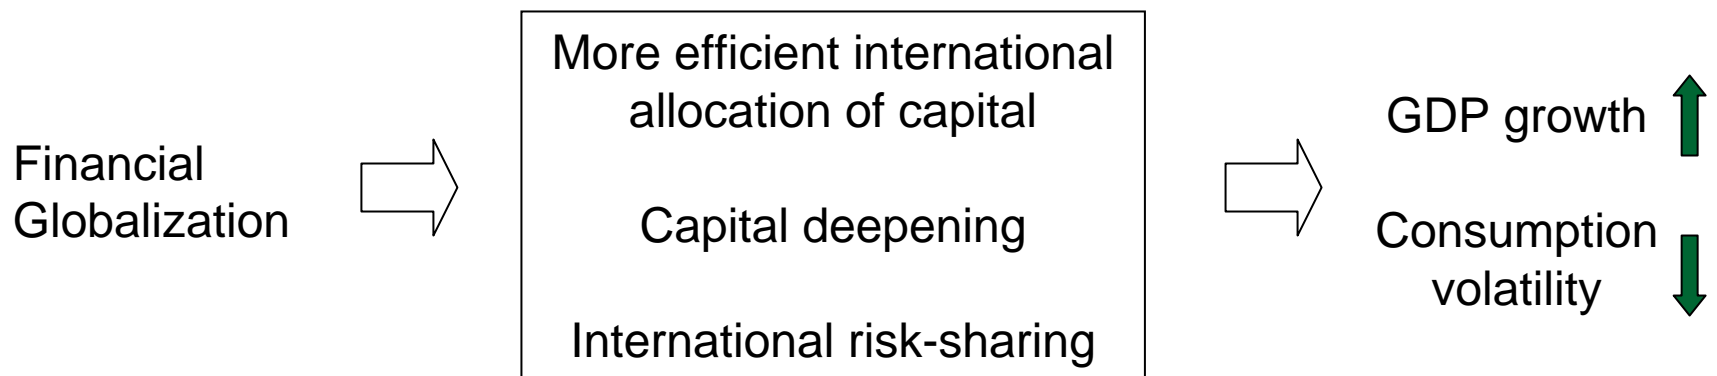 Financial
Globalization
More efficient international
allocation of capital
Capital deepening
International risk-sharing
GDP growth
Consumption
volatility